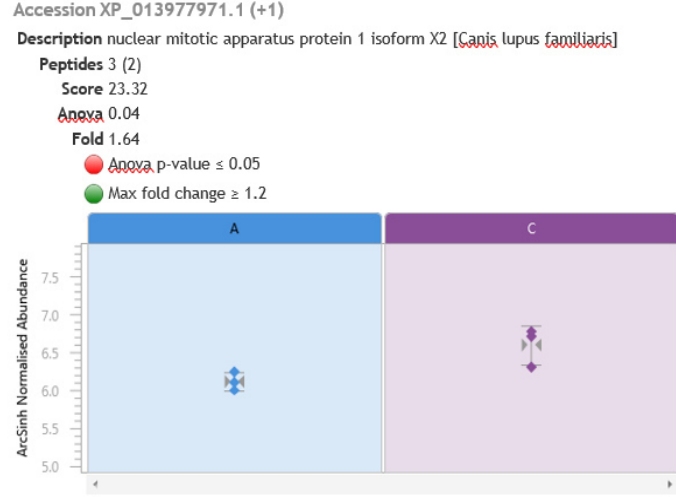 Accession XP_013977971.1 (+1)
Description nuclear mitotic apparatus protein 1 isoform X2 [Canis lupus familiaris]
Peptides 3 (2)
Score 23.32
Anova 0.04
Fold 1.64
Anova p-value ≤ 0.05
Max fold change ≥ 1.2
A C
ArcSinh Normalised Abundance
7.5
7.0
6.5
6.0
5.5
5.0